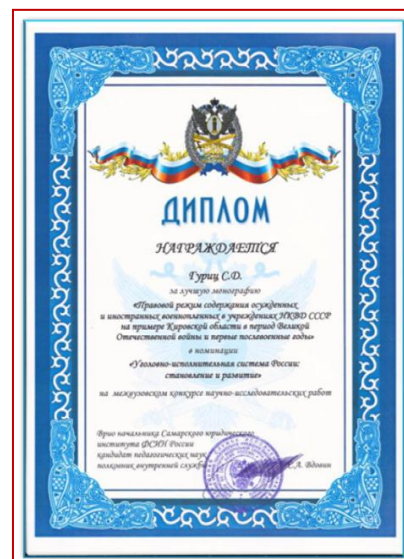 ДИПЛОМ
НАГРАЖДАЕТСЯ
Гуриц С.D.
за лучшую монографию
«Правовой режим содержания осужденных
и иностранных военнопленных в учреждениях НКВД СССР
на примере Кировской области в период Великой
Отечественной войны и первые послевоенные годы»
в номинации
«Уголовно-исполнительная система России:
становление и развитие»
на межвузовском конкурсе научно-исследовательских работ
Врио начальника Самарского юридического
института ФСИН России
кандидат педагогических наук
полковник внутренней службы С.А. Вдовин